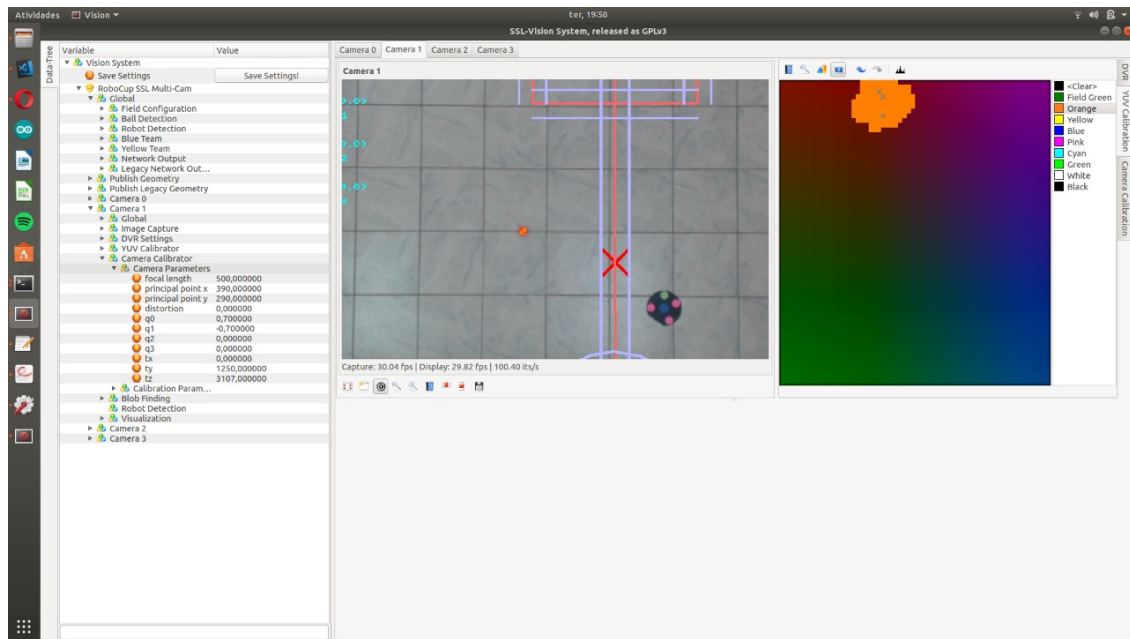 Atividades
Vision
ter, 19:50
SSL-Vision System, released as GPLv3
Data-Tree
Variable Value
Vision System
Save Settings Save Settings!
RoboCup SSL Multi-Cam
Global
Field Configuration
Ball Detection
Robot Detection
Blue Team
Yellow Team
Network Output
Legacy Network Out...
Publish Geometry
Publish Legacy Geometry
Camera 0
Camera 1
Global
Image Capture
DVR Settings
YUV Calibrator
Camera Calibrator
Camera Parameters
focal length 500,000000
principal point x 390,000000
principal point y 290,000000
distortion 0,000000
q0 0,700000
q1 -0,700000
q2 0,000000
q3 0,000000
tx 0,000000
ty 1250,000000
tz 3107,000000
Calibration Param...
Blob Finding
Robot Detection
Visualization
Camera 2
Camera 3
Camera 0 Camera 1 Camera 2 Camera 3
Camera 1
Capture: 30.04 fps | Display: 29.82 fps | 100.40 its/s
<Clear>
Field Green
Orange
Yellow
Blue
Pink
Cyan
Green
White
Black
DVR
YUV Calibration
Camera Calibration